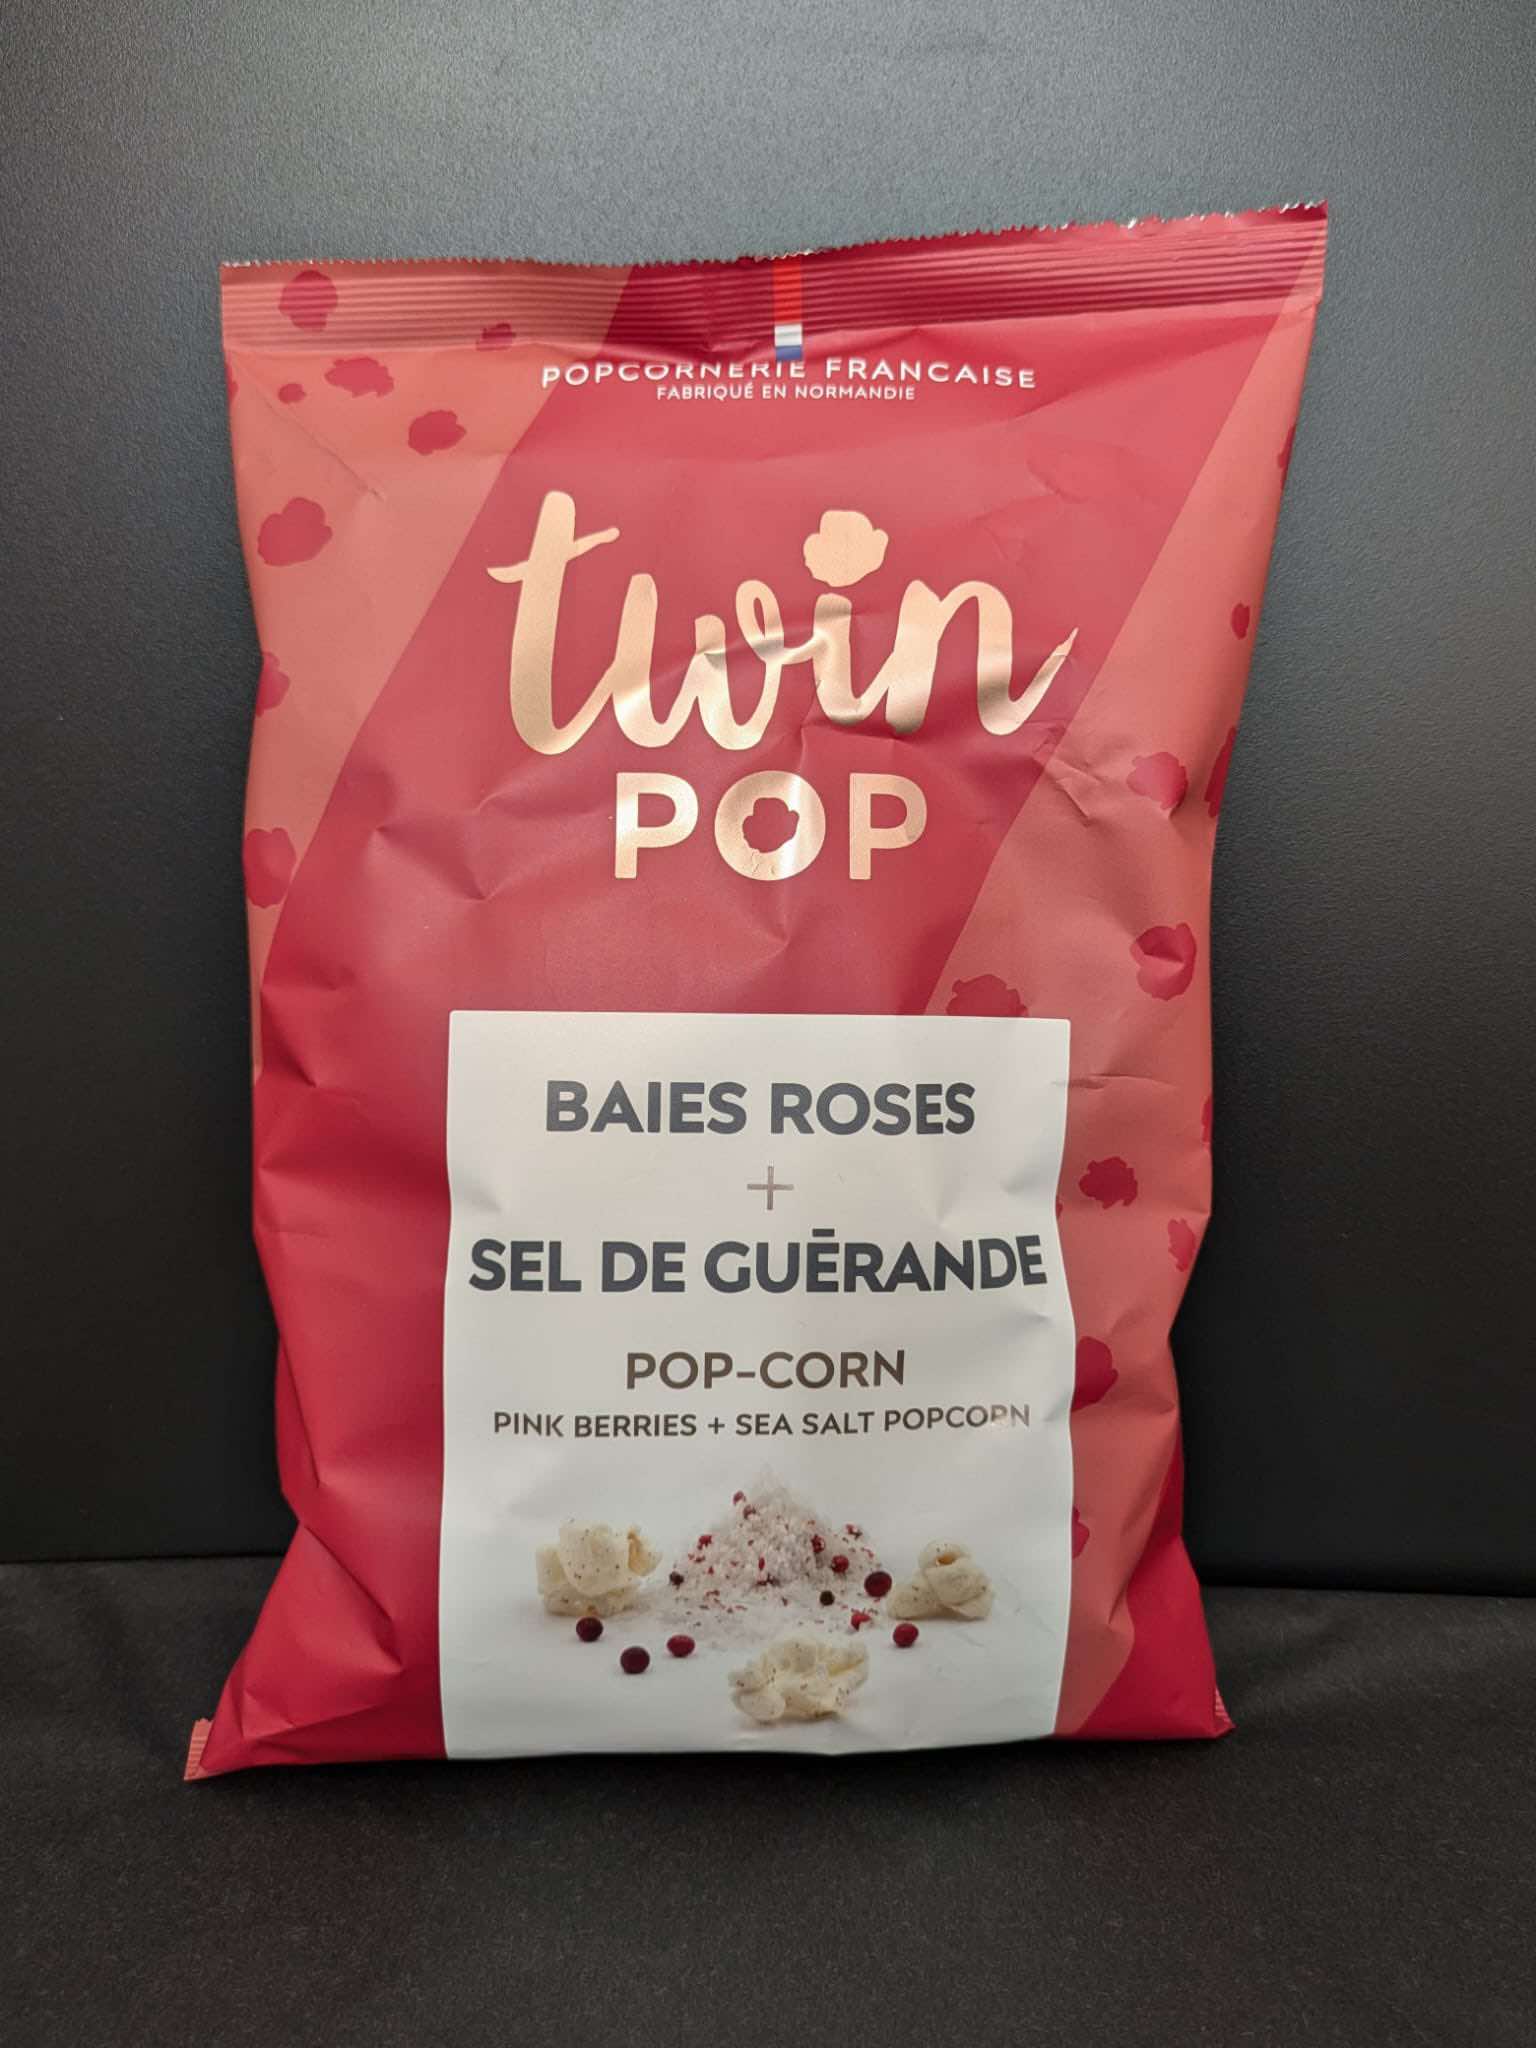 POPCORNERIE FRANCAISE
FABRIQUÉ EN NORMANDIE
twin
POP
BAIES ROSES
+
SEL DE GUĒRANDE
POP-CORN
PINK BERRIES + SEA SALT POPCORN